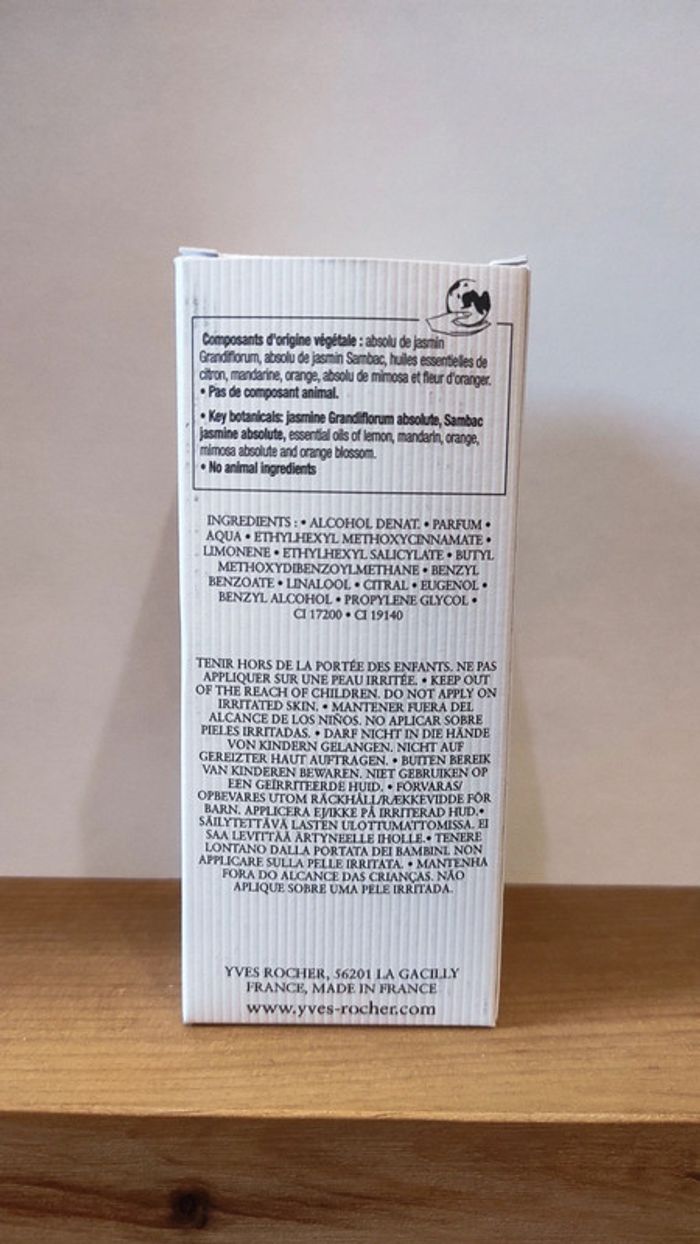 Composants d'origine végétale : absolu de jasmin
Grandiflorum, absolu de jasmin Sambac, huiles essentielles de
citron, mandarine, orange, absolu de mimosa et fleur d'oranger.
• Pas de composant animal.
• Key botanicals: jasmine Grandiflorum absolute, Sambac
jasmine absolute, essential oils of lemon, mandarin, orange,
mimosa absolute and orange blossom.
• No animal ingredients
INGREDIENTS : • ALCOHOL DENAT. • PARFUM •
AQUA • ETHYLHEXYL METHOXYCINNAMATE •
LIMONENE • ETHYLHEXYL SALICYLATE • BUTYL
METHOXYDIBENZOYLMETHANE • BENZYL
BENZOATE • LINALOOL • CITRAL • EUGENOL •
BENZYL ALCOHOL • PROPYLENE GLYCOL •
CI 17200 • CI 19140
TENIR HORS DE LA PORTÉE DES ENFANTS. NE PAS
APPLIQUER SUR UNE PEAU IRRITÉE. • KEEP OUT
OF THE REACH OF CHILDREN. DO NOT APPLY ON
IRRITATED SKIN. • MANTENER FUERA DEL
ALCANCE DE LOS NIÑOS. NO APLICAR SOBRE
PIELES IRRITADAS. • DARF NICHT IN DIE HÄNDE
VON KINDERN GELANGEN. NICHT AUF
GEREIZTER HAUT AUFTRAGEN. • BUITEN BEREIK
VAN KINDEREN BEWAREN. NIET GEBRUIKEN OP
EEN GEÏRRITEERDE HUID. • FÖRVARAS/
OPBEVARES UTOM RÄCKHÅLL/RÆKKEVIDDE FÖR
BARN. APPLICERA EJ/IKKE PÅ IRRITERAD HUD.•
SÄILYTETTÄVÄ LASTEN ULOTTUMATTOMISSA. EI
SAA LEVITTÄÄ ÄRTYNEELLE IHOLLE.• TENERE
LONTANO DALLA PORTATA DEI BAMBINI. NON
APPLICARE SULLA PELLE IRRITATA. • MANTENHA
FORA DO ALCANCE DAS CRIANÇAS. NÃO
APLIQUE SOBRE UMA PELE IRRITADA.
YVES ROCHER, 56201 LA GACILLY
FRANCE, MADE IN FRANCE
www.yves-rocher.com